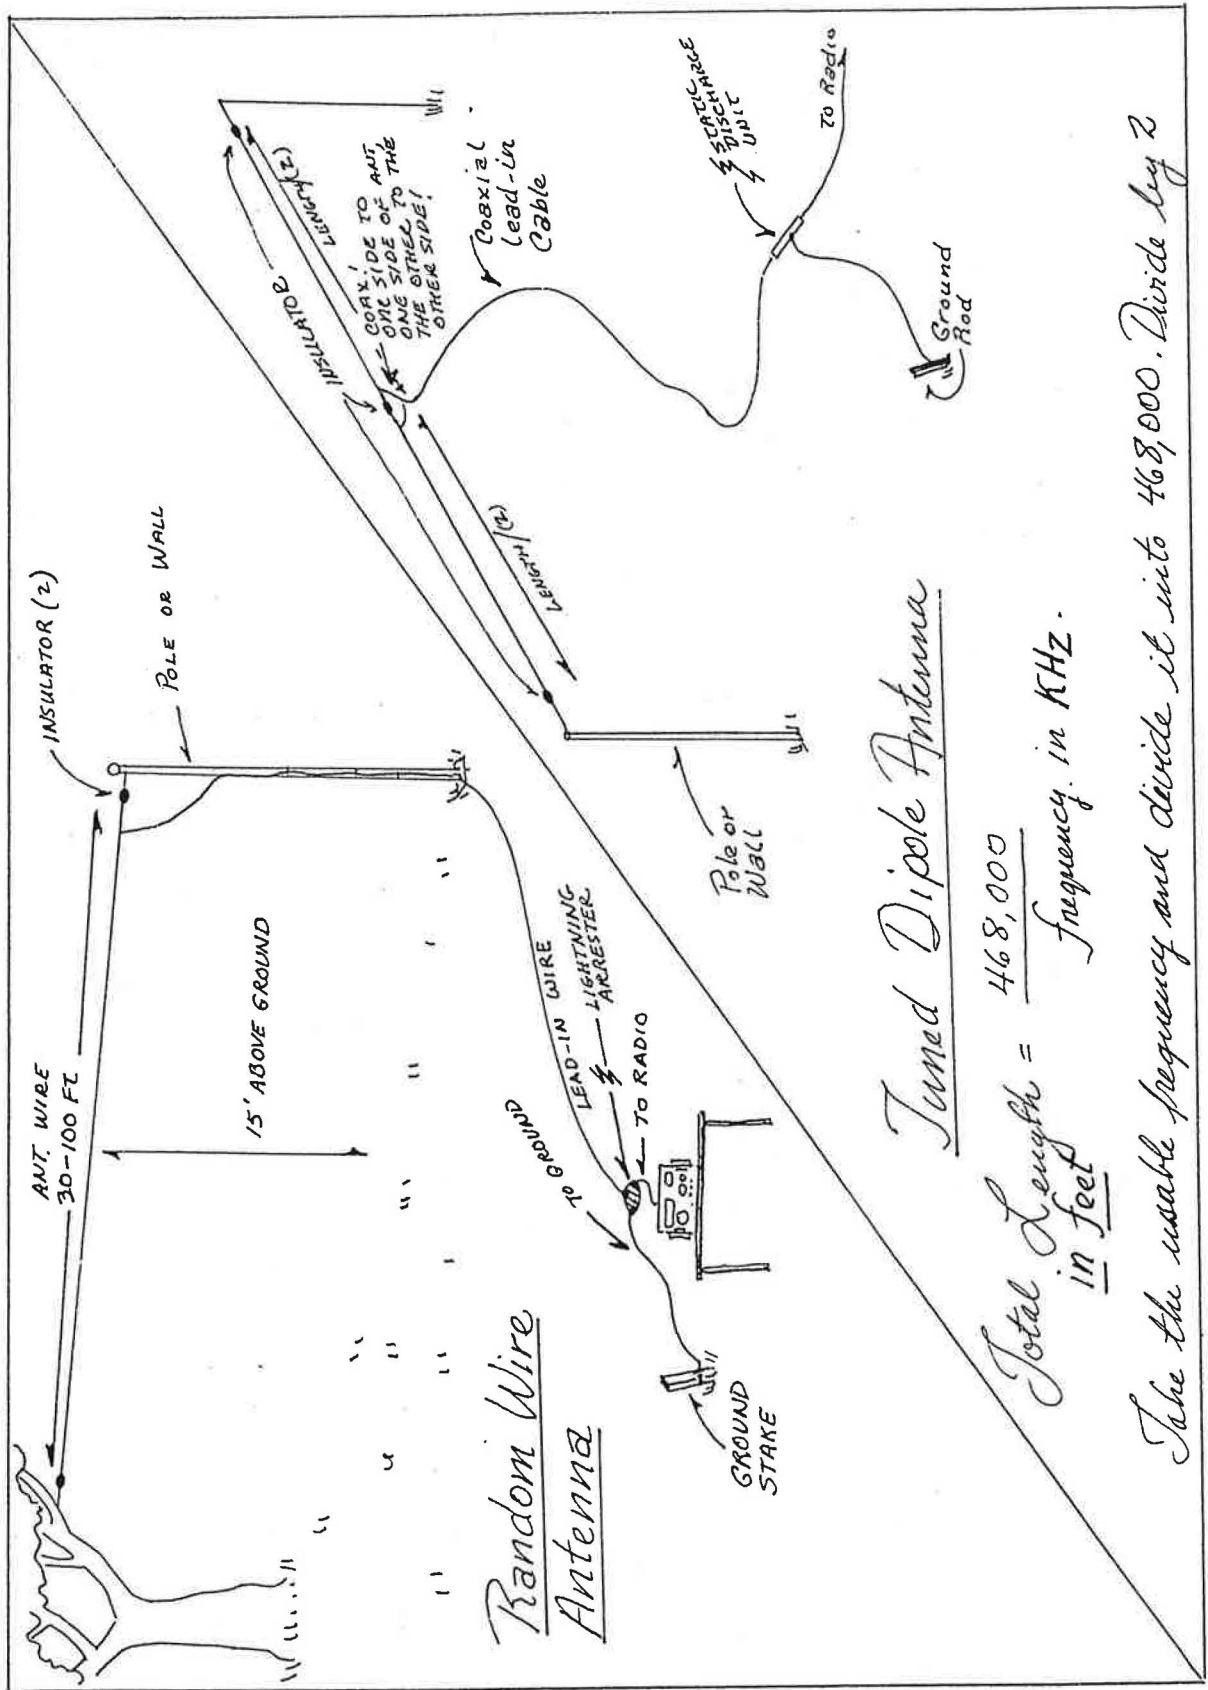 ANT. WIRE
30-100 FT
INSULATOR (2)
POLE OR WALL
15' ABOVE GROUND
LEAD-IN WIRE
LIGHTNING
ARRESTER
TO RADIO
TO GROUND
GROUND
STAKE
Random Wire
Antenna
INSULATOR
LENGTH/(2)
COAX!
ONE SIDE TO
ONE SIDE OF ANT,
THE OTHER TO THE
OTHER SIDE!
Coaxial
Lead-in
Cable
STATIC
DISCHARGE
UNIT
TO Radio
Ground
Rod
LENGTH/(2)
Pole or
Wall
Tuned Dipole Antenna
Total Length = 468,000
in feet
frequency. in KHz.
Take the usable frequency and divide it into 468,000. Divide by 2